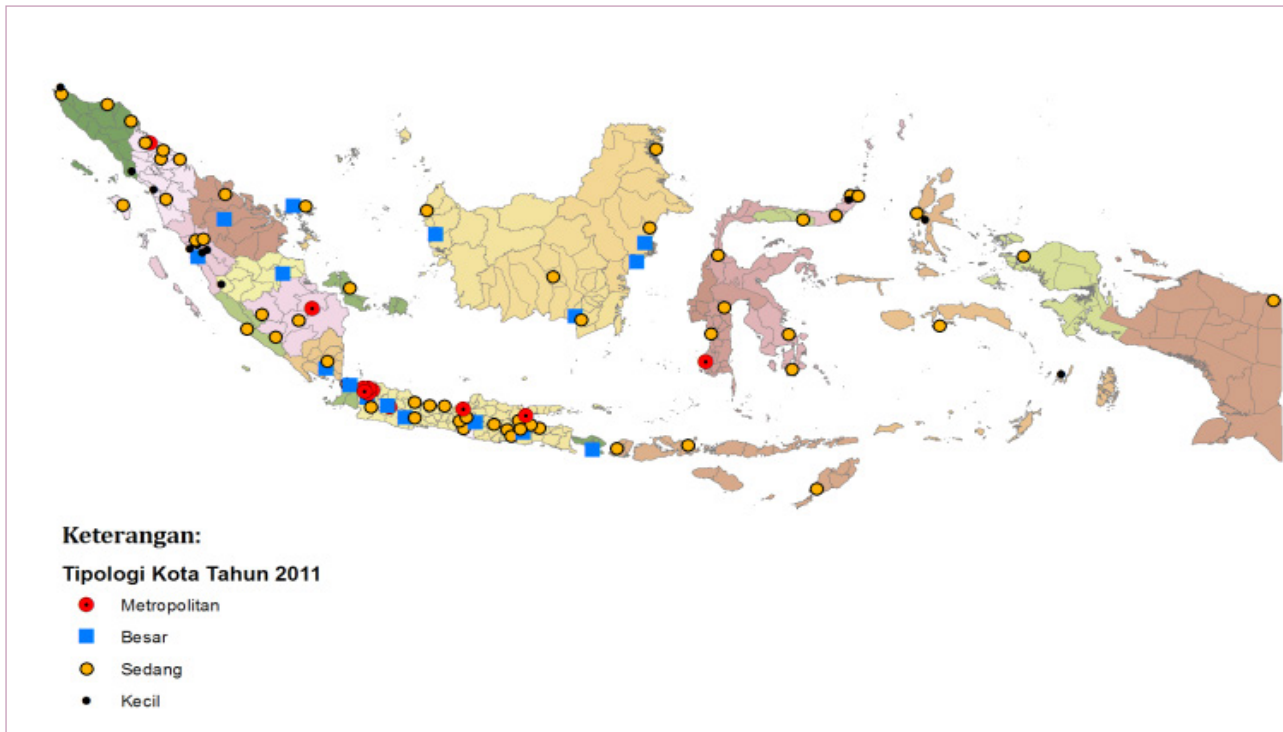 Keterangan:
Tipologi Kota Tahun 2011
Metropolitan
Besar
Sedang
Kecil